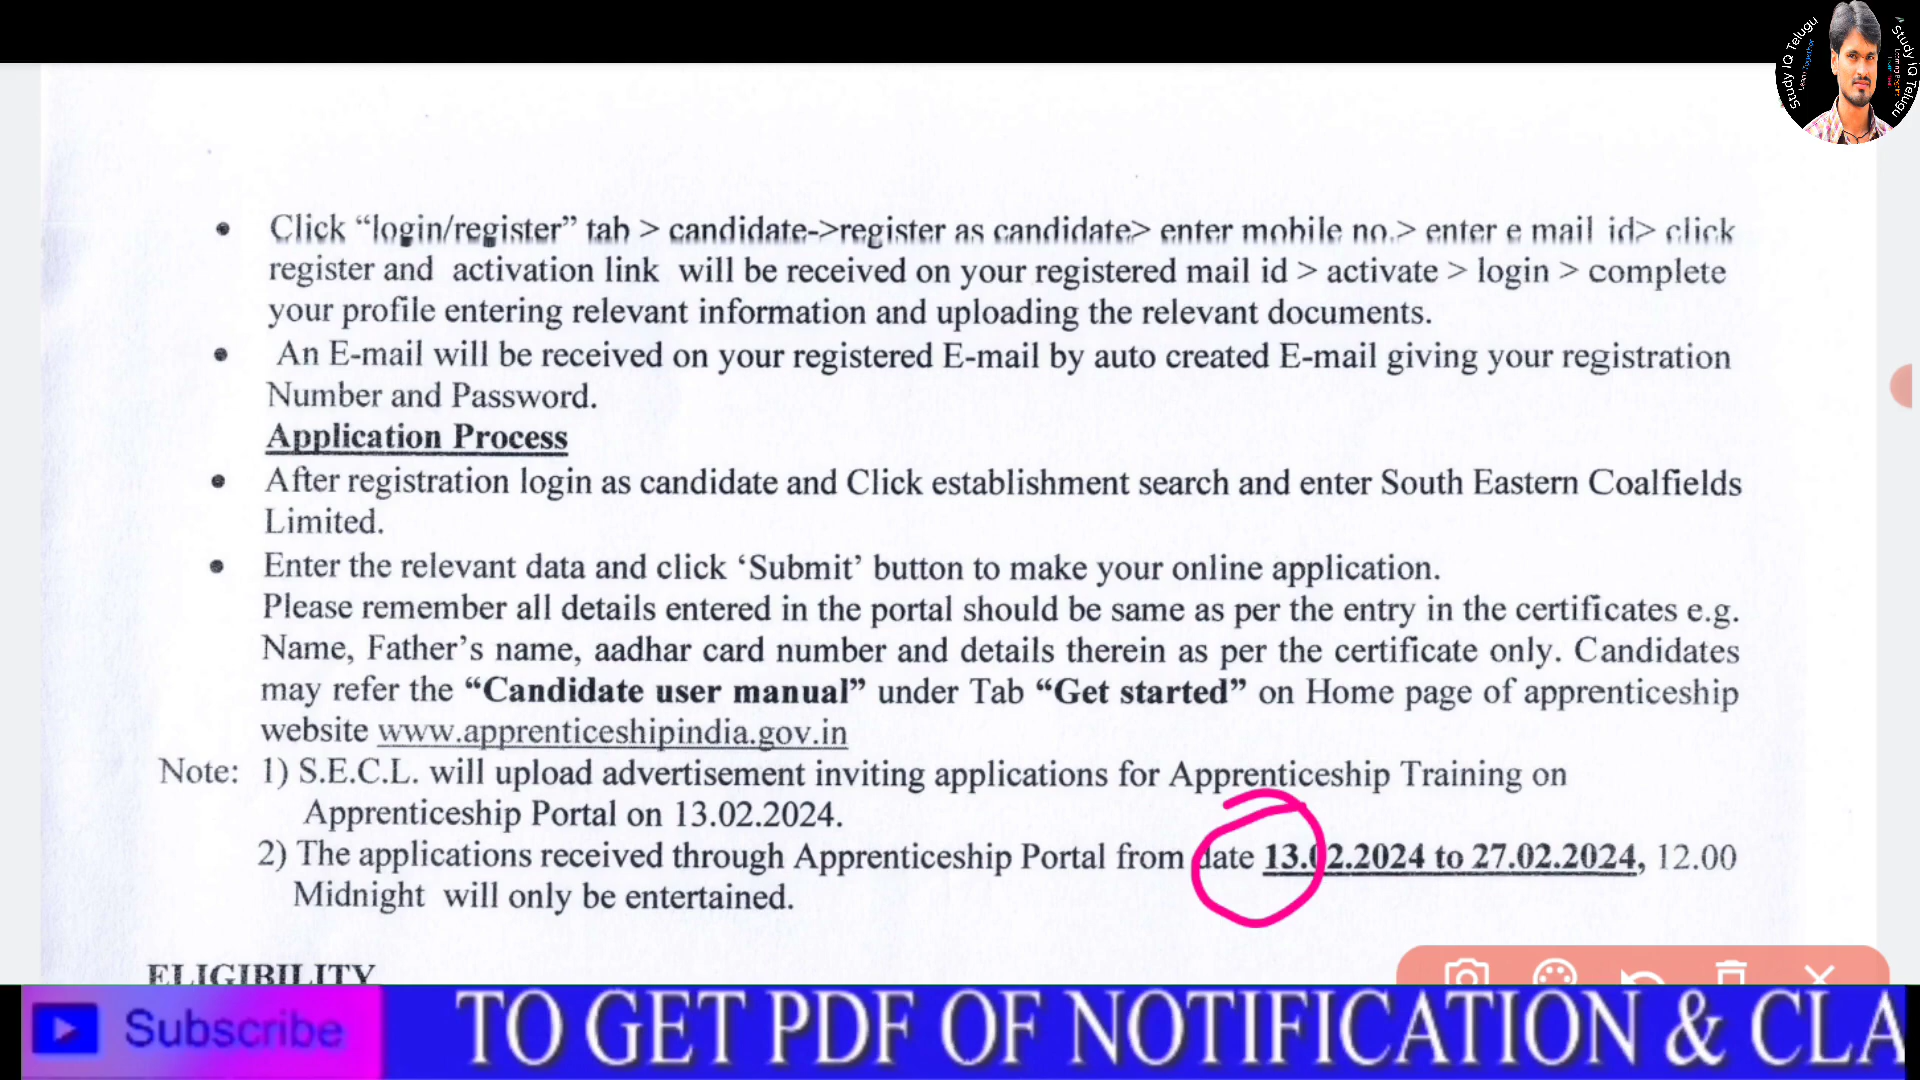 Study IQ Telugu
Learn Together
Study IQ Telugu
• Click “login/register” tab > candidate->register as candidate> enter mobile no.> enter e mail id> click
register and activation link will be received on your registered mail id > activate > login > complete
your profile entering relevant information and uploading the relevant documents.
• An E-mail will be received on your registered E-mail by auto created E-mail giving your registration
Number and Password.
Application Process
• After registration login as candidate and Click establishment search and enter South Eastern Coalfields
Limited.
• Enter the relevant data and click ‘Submit’ button to make your online application.
Please remember all details entered in the portal should be same as per the entry in the certificates e.g.
Name, Father’s name, aadhar card number and details therein as per the certificate only. Candidates
may refer the “Candidate user manual” under Tab “Get started” on Home page of apprenticeship
website www.apprenticeshipindia.gov.in
Note: 1) S.E.C.L. will upload advertisement inviting applications for Apprenticeship Training on
Apprenticeship Portal on 13.02.2024.
2) The applications received through Apprenticeship Portal from date 13.02.2024 to 27.02.2024, 12.00
Midnight will only be entertained.
ELIGIBILITY
Subscribe
TO GET PDF OF NOTIFICATION & CLA